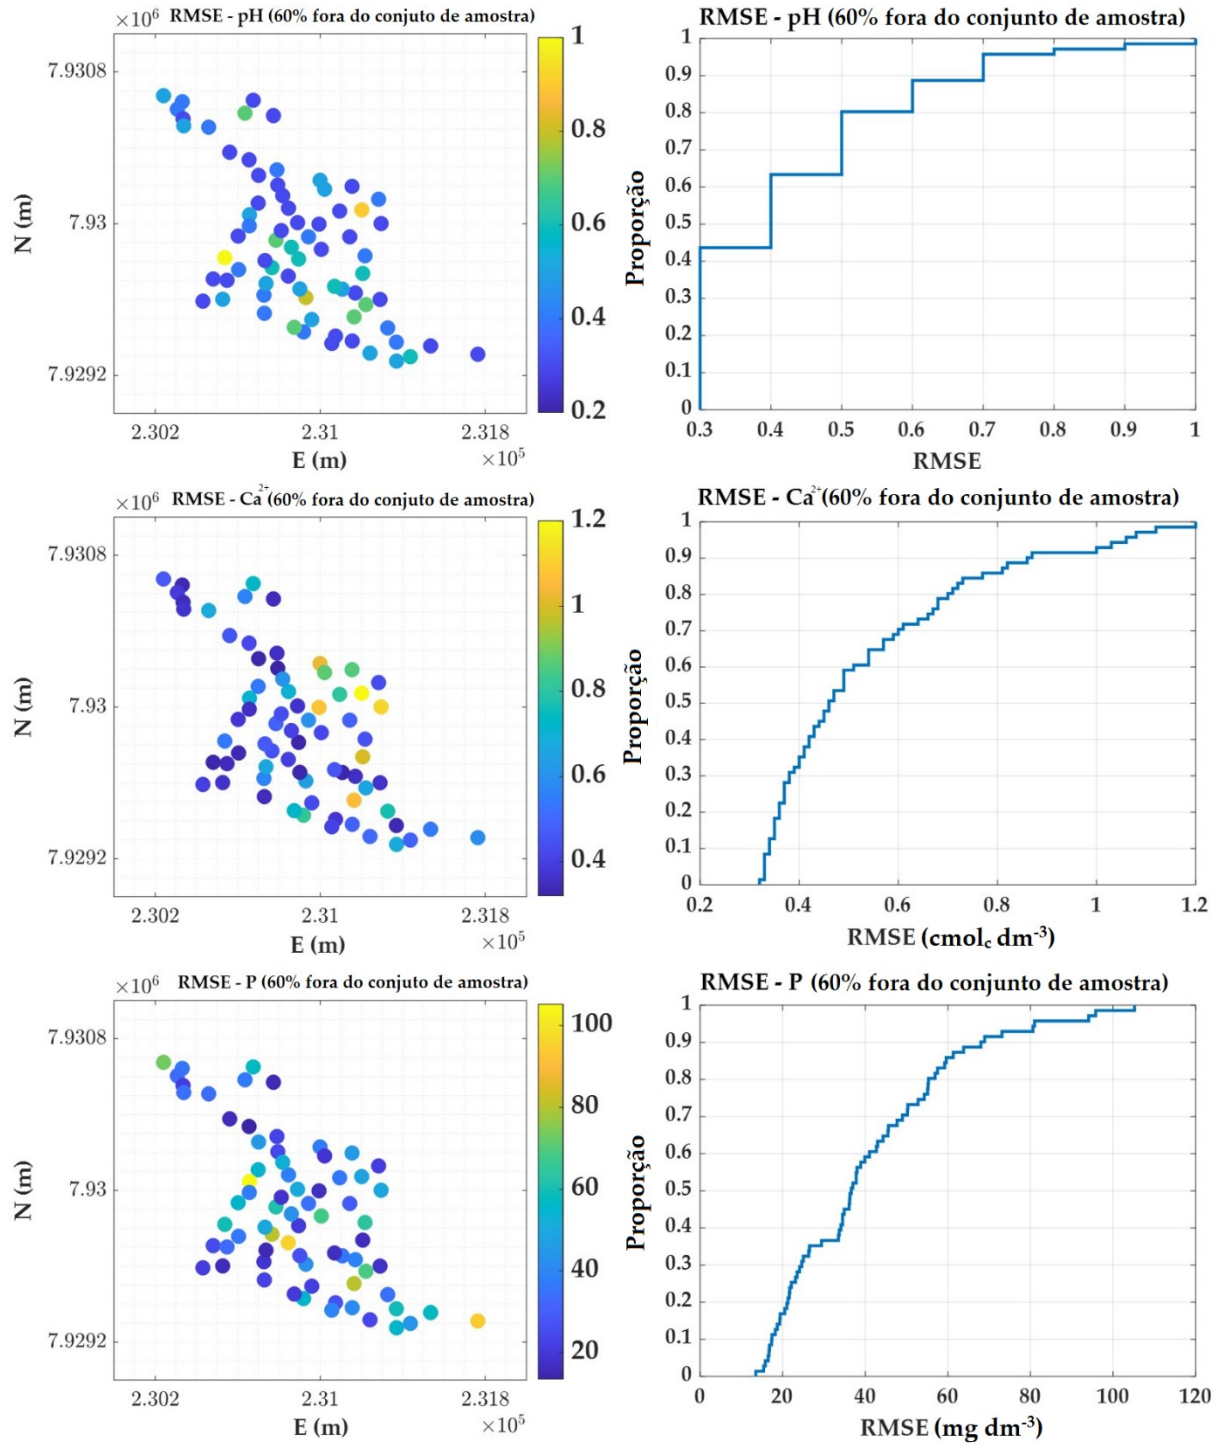 ×10⁶ RMSE - pH (60% fora do conjuto de amostra)
7.9308
7.93
7.9292
N (m)
2.302 2.31 2.318
E (m) ×10⁵
1
0.8
0.6
0.4
0.2
RMSE - pH (60% fora do conjunto de amostra)
1
0.9
0.8
0.7
0.6
0.5
0.4
0.3
0.2
0.1
0
Proporção
0.3 0.4 0.5 0.6 0.7 0.8 0.9 1
RMSE
×10⁶ RMSE - Ca²⁺ (60% fora do conjuto de amostra)
7.9308
7.93
7.9292
N (m)
2.302 2.31 2.318
E (m) ×10⁵
1.2
1
0.8
0.6
0.4
RMSE - Ca²⁺(60% fora do conjunto de amostra)
1
0.9
0.8
0.7
0.6
0.5
0.4
0.3
0.2
0.1
0
Proporção
0.2 0.4 0.6 0.8 1 1.2
RMSE (cmol꜀ dm⁻³)
×10⁶ RMSE - P (60% fora do conjuto de amostra)
7.9308
7.93
7.9292
N (m)
2.302 2.31 2.318
E (m) ×10⁵
100
80
60
40
20
RMSE - P (60% fora do conjunto de amostra)
1
0.9
0.8
0.7
0.6
0.5
0.4
0.3
0.2
0.1
0
Proporção
0 20 40 60 80 100 120
RMSE (mg dm⁻³)